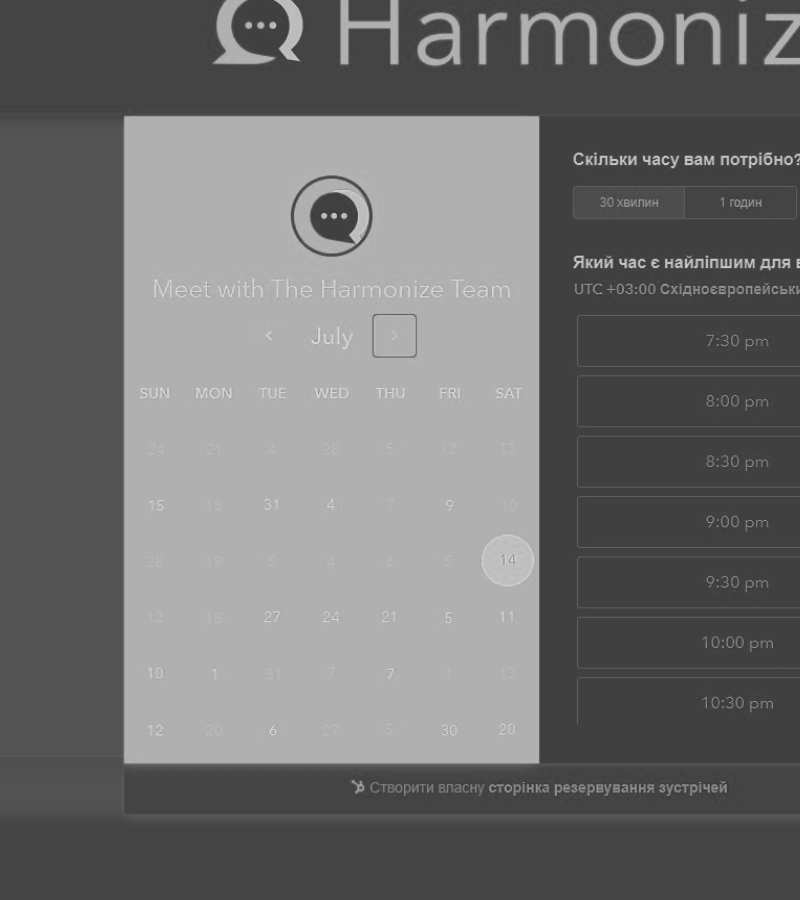 Harmoniz
Meet with The Harmonize Team
July
SUN MON TUE WED THU FRI SAT
24 21 4 28 5 12 13
15 18 31 4 7 9 10
28 19 5 4 6 5 14
12 18 27 24 21 5 11
10 1 31 7 7 1 13
12 20 6 27 5 30 20
Скільки часу вам потрібно?
30 хвилин 1 годин
Який час є найліпшим для
UTC +03:00 Східноєвропейськи
7:30 pm
8:00 pm
8:30 pm
9:00 pm
9:30 pm
10:00 pm
10:30 pm
Створити власну сторінка резервування зустрічей